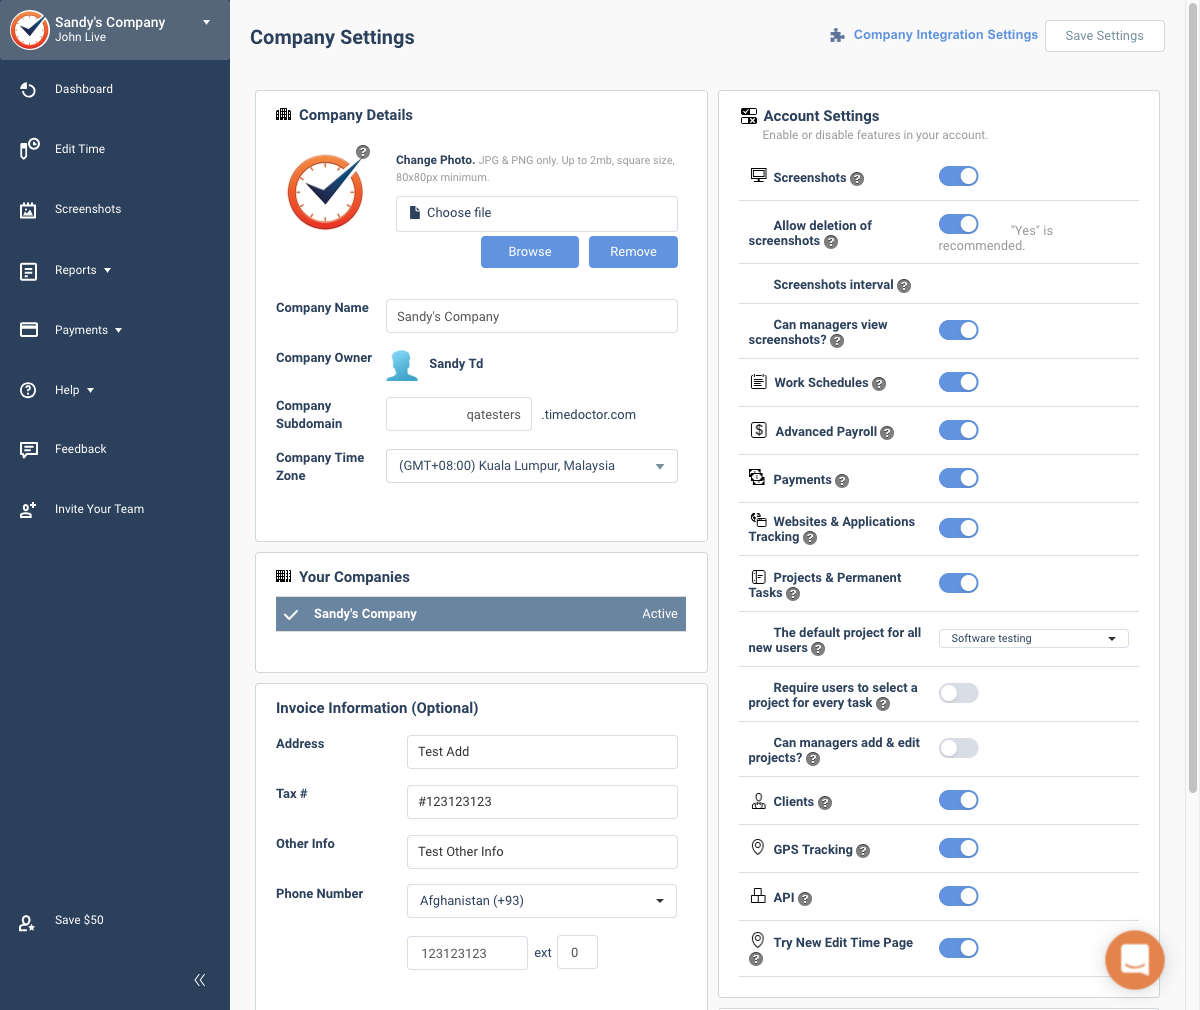 Sandy's Company
John Live
Dashboard
Edit Time
Screenshots
Reports
Payments
Help
Feedback
Invite Your Team
Save $50
Company Settings
Company Integration Settings
Save Settings
Company Details
Change Photo. JPG & PNG only. Up to 2mb, square size,
80x80px minimum.
Choose file
Browse
Remove
Company Name
Sandy's Company
Company Owner
Sandy Td
Company
Subdomain
qatesters
.timedoctor.com
Company Time
Zone
(GMT+08:00) Kuala Lumpur, Malaysia
Your Companies
Sandy's Company
Active
Invoice Information (Optional)
Address
Test Add
Tax #
#123123123
Other Info
Test Other Info
Phone Number
Afghanistan (+93)
123123123
ext
0
Account Settings
Enable or disable features in your account.
Screenshots
Allow deletion of
screenshots
"Yes" is
recommended.
Screenshots interval
Can managers view
screenshots?
Work Schedules
Advanced Payroll
Payments
Websites & Applications
Tracking
Projects & Permanent
Tasks
The default project for all
new users
Software testing
Require users to select a
project for every task
Can managers add & edit
projects?
Clients
GPS Tracking
API
Try New Edit Time Page